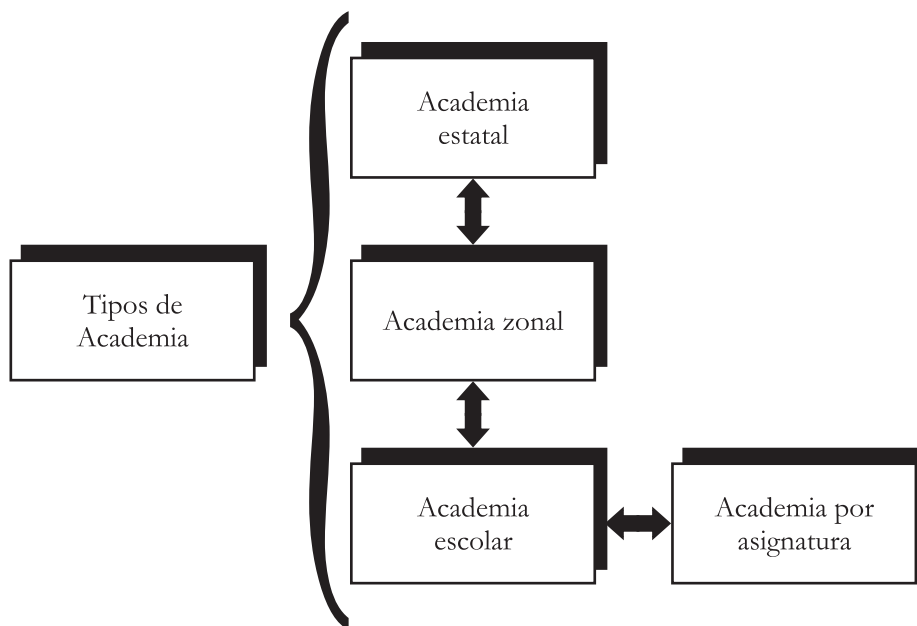 Academia
estatal
Tipos de
Academia
Academia zonal
Academia
escolar
Academia por
asignatura